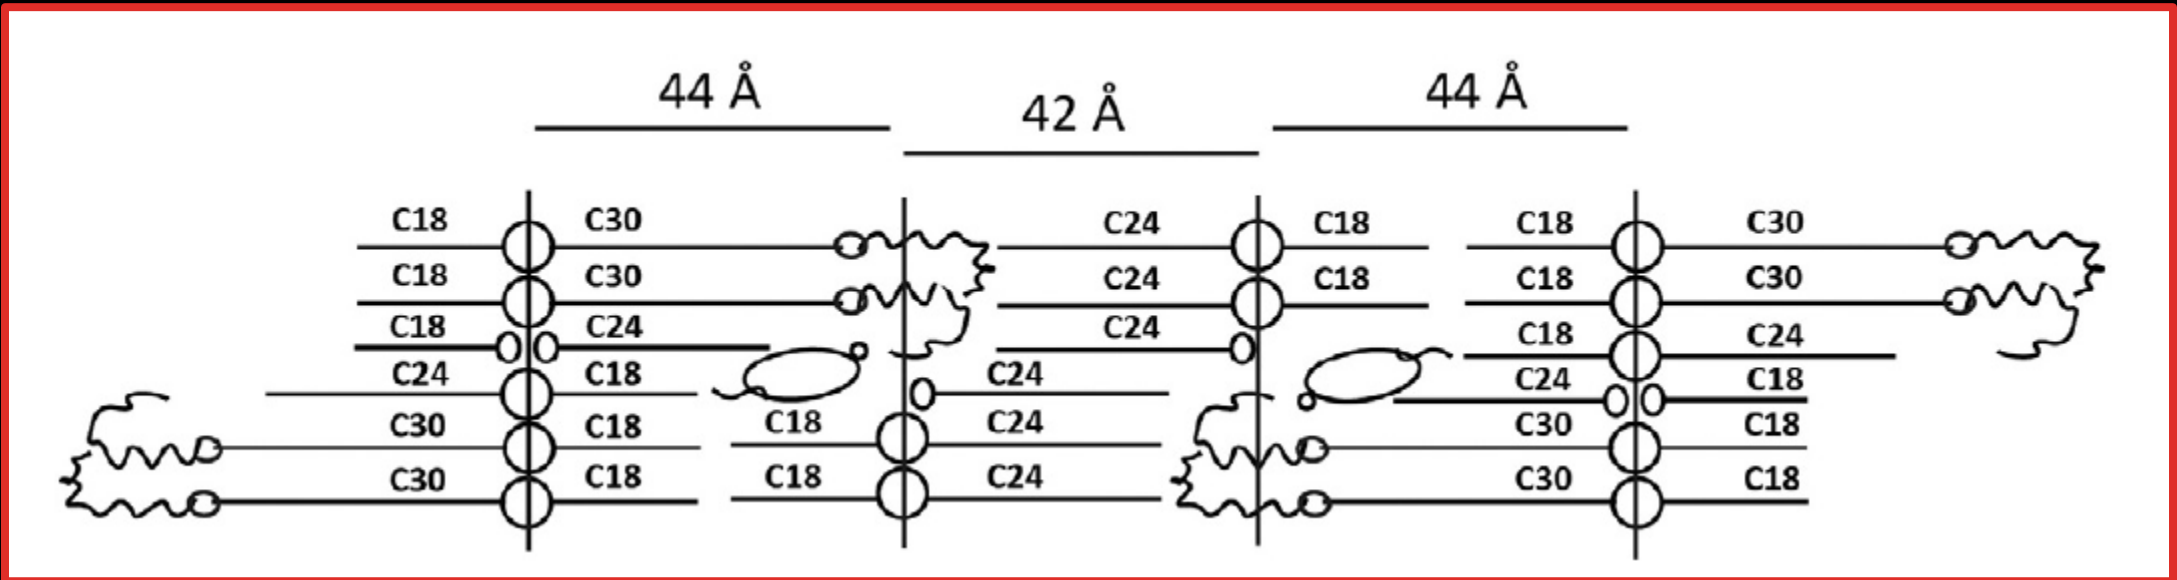 44 Å 42 Å 44 Å
C18 C30 C24 C18 C18 C30
C18 C30 C24 C18 C18 C30
C18 C24 C24 C18 C24
C24 C18 C24 C24 C18
C30 C18 C18 C24 C30 C18
C30 C18 C18 C24 C30 C18